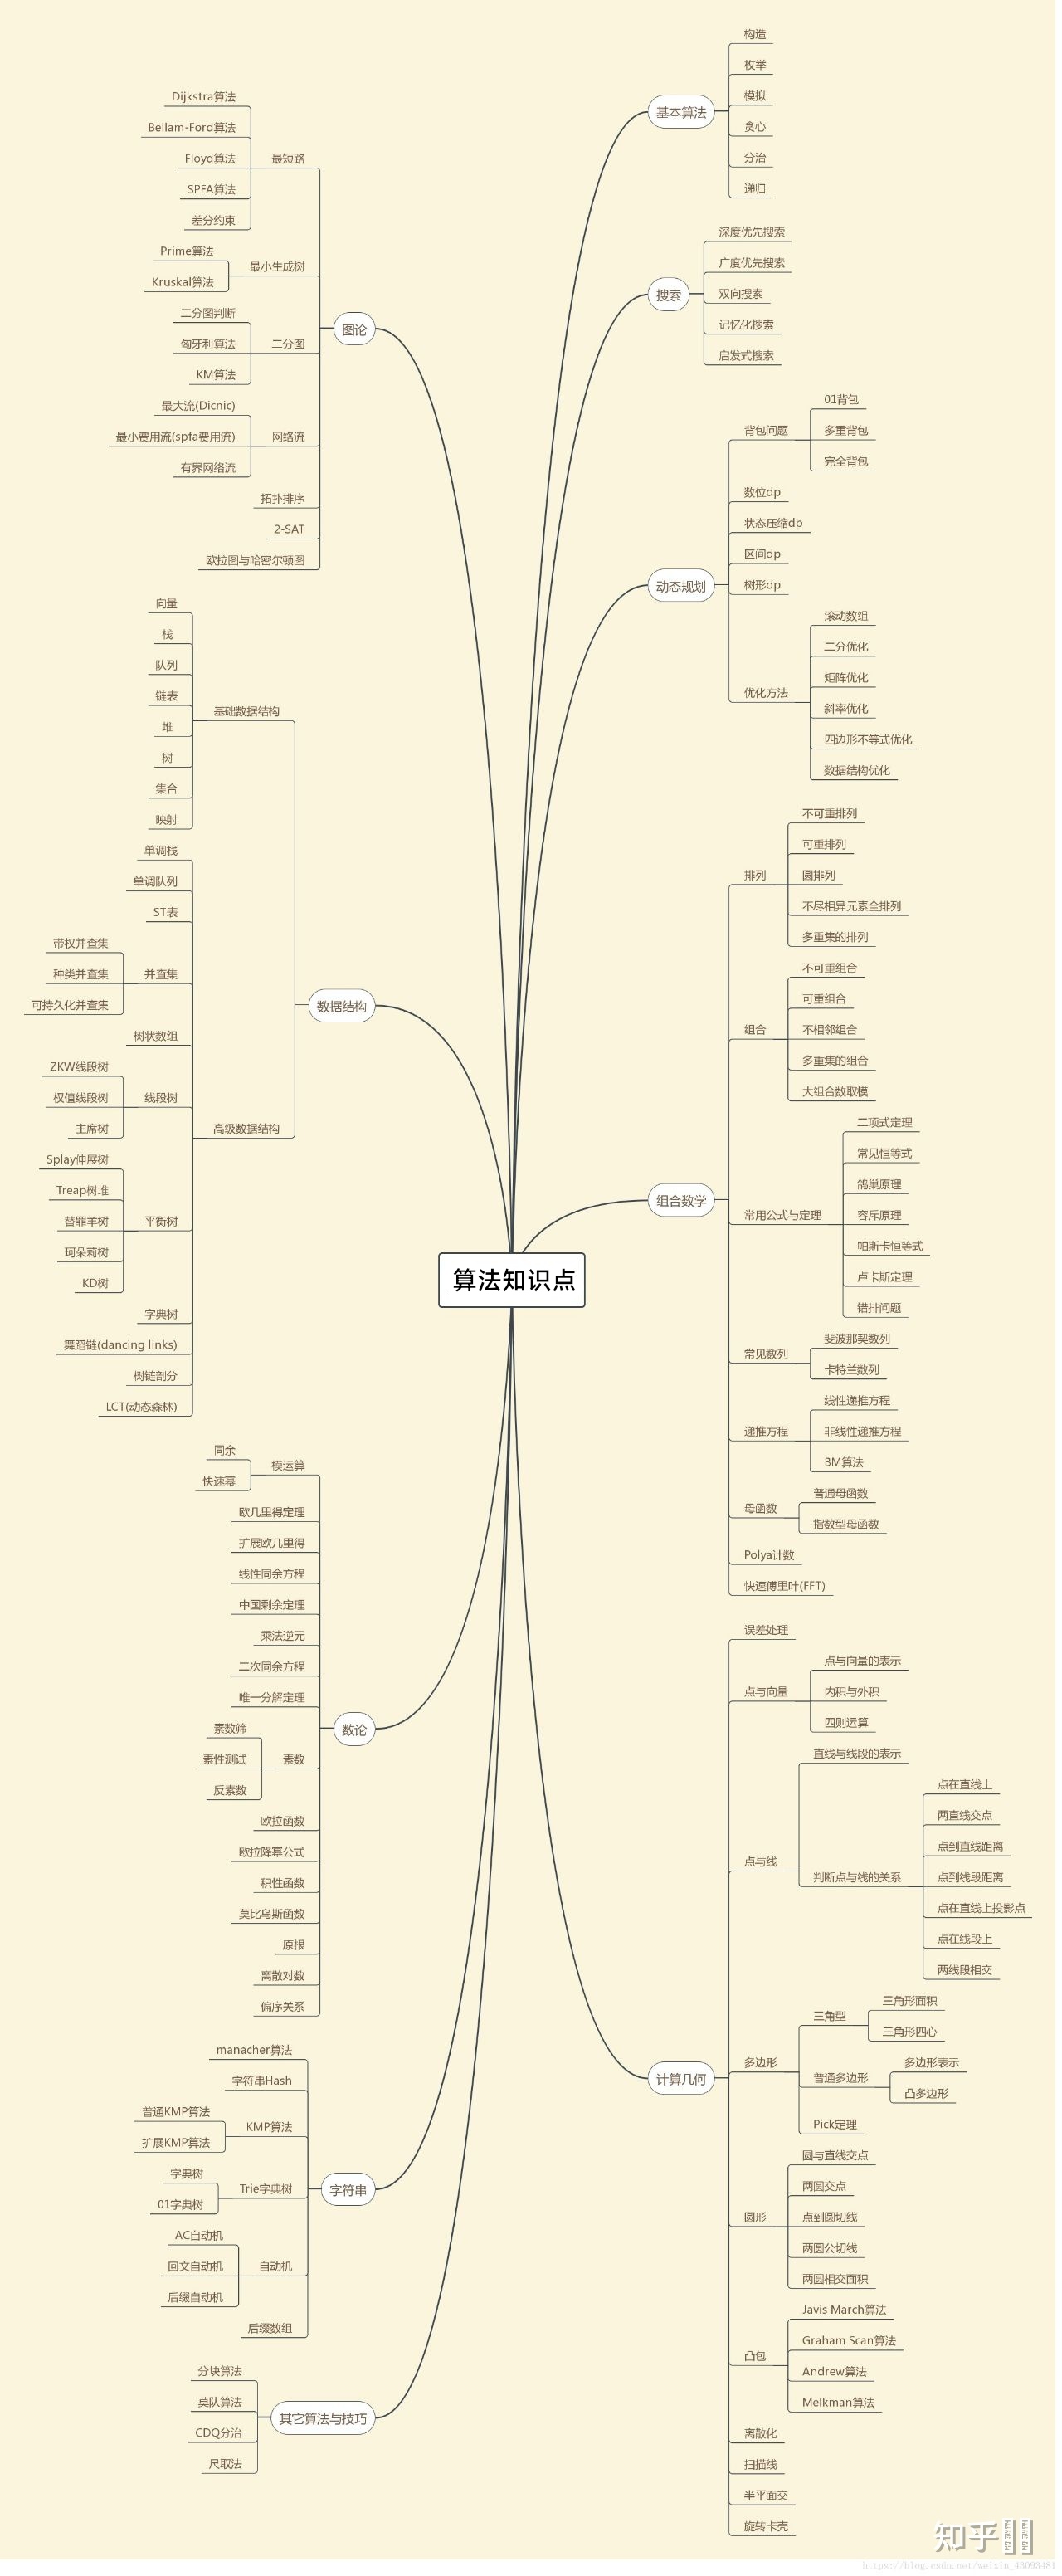 算法知识点
基本算法
构造
枚举
模拟
贪心
分治
递归
搜索
深度优先搜索
广度优先搜索
双向搜索
记忆化搜索
启发式搜索
动态规划
背包问题
01背包
多重背包
完全背包
数位dp
状态压缩dp
区间dp
树形dp
优化方法
滚动数组
二分优化
矩阵优化
斜率优化
四边形不等式优化
数据结构优化
组合数学
排列
不可重排列
可重排列
圆排列
不尽相异元素全排列
多重集的排列
组合
不可重组合
可重组合
不相邻组合
多重集的组合
大组合数取模
常用公式与定理
二项式定理
常见恒等式
鸽巢原理
容斥原理
帕斯卡恒等式
卢卡斯定理
错排问题
常见数列
斐波那契数列
卡特兰数列
递推方程
线性递推方程
非线性递推方程
BM算法
母函数
普通母函数
指数型母函数
Polya计数
快速傅里叶(FFT)
计算几何
误差处理
点与向量
点与向量的表示
内积与外积
四则运算
点与线
直线与线段的表示
判断点与线的关系
点在直线上
两直线交点
点到直线距离
点到线段距离
点在直线上投影点
点在线段上
两线段相交
多边形
三角型
三角形面积
三角形四心
普通多边形
多边形表示
凸多边形
Pick定理
圆形
圆与直线交点
两圆交点
点到圆切线
两圆公切线
两圆相交面积
凸包
Javis March算法
Graham Scan算法
Andrew算法
Melkman算法
离散化
扫描线
半平面交
旋转卡壳
图论
最短路
Dijkstra算法
Bellam-Ford算法
Floyd算法
SPFA算法
差分约束
最小生成树
Prime算法
Kruskal算法
二分图
二分图判断
匈牙利算法
KM算法
网络流
最大流(Dicnic)
最小费用流(spfa费用流)
有界网络流
拓扑排序
2-SAT
欧拉图与哈密尔顿图
数据结构
基础数据结构
向量
栈
队列
链表
堆
树
集合
映射
高级数据结构
单调栈
单调队列
ST表
并查集
带权并查集
种类并查集
可持久化并查集
树状数组
线段树
ZKW线段树
权值线段树
主席树
平衡树
Splay伸展树
Treap树堆
替罪羊树
珂朵莉树
KD树
字典树
舞蹈链(dancing links)
树链剖分
LCT(动态森林)
数论
模运算
同余
快速幂
欧几里得定理
扩展欧几里得
线性同余方程
中国剩余定理
乘法逆元
二次同余方程
唯一分解定理
素数
素数筛
素性测试
反素数
欧拉函数
欧拉降幂公式
积性函数
莫比乌斯函数
原根
离散对数
偏序关系
字符串
manacher算法
字符串Hash
KMP算法
普通KMP算法
扩展KMP算法
Trie字典树
字典树
01字典树
自动机
AC自动机
回文自动机
后缀自动机
后缀数组
其它算法与技巧
分块算法
莫队算法
CDQ分治
尺取法
知乎
https://blog.csdn.net/weixin_43093481